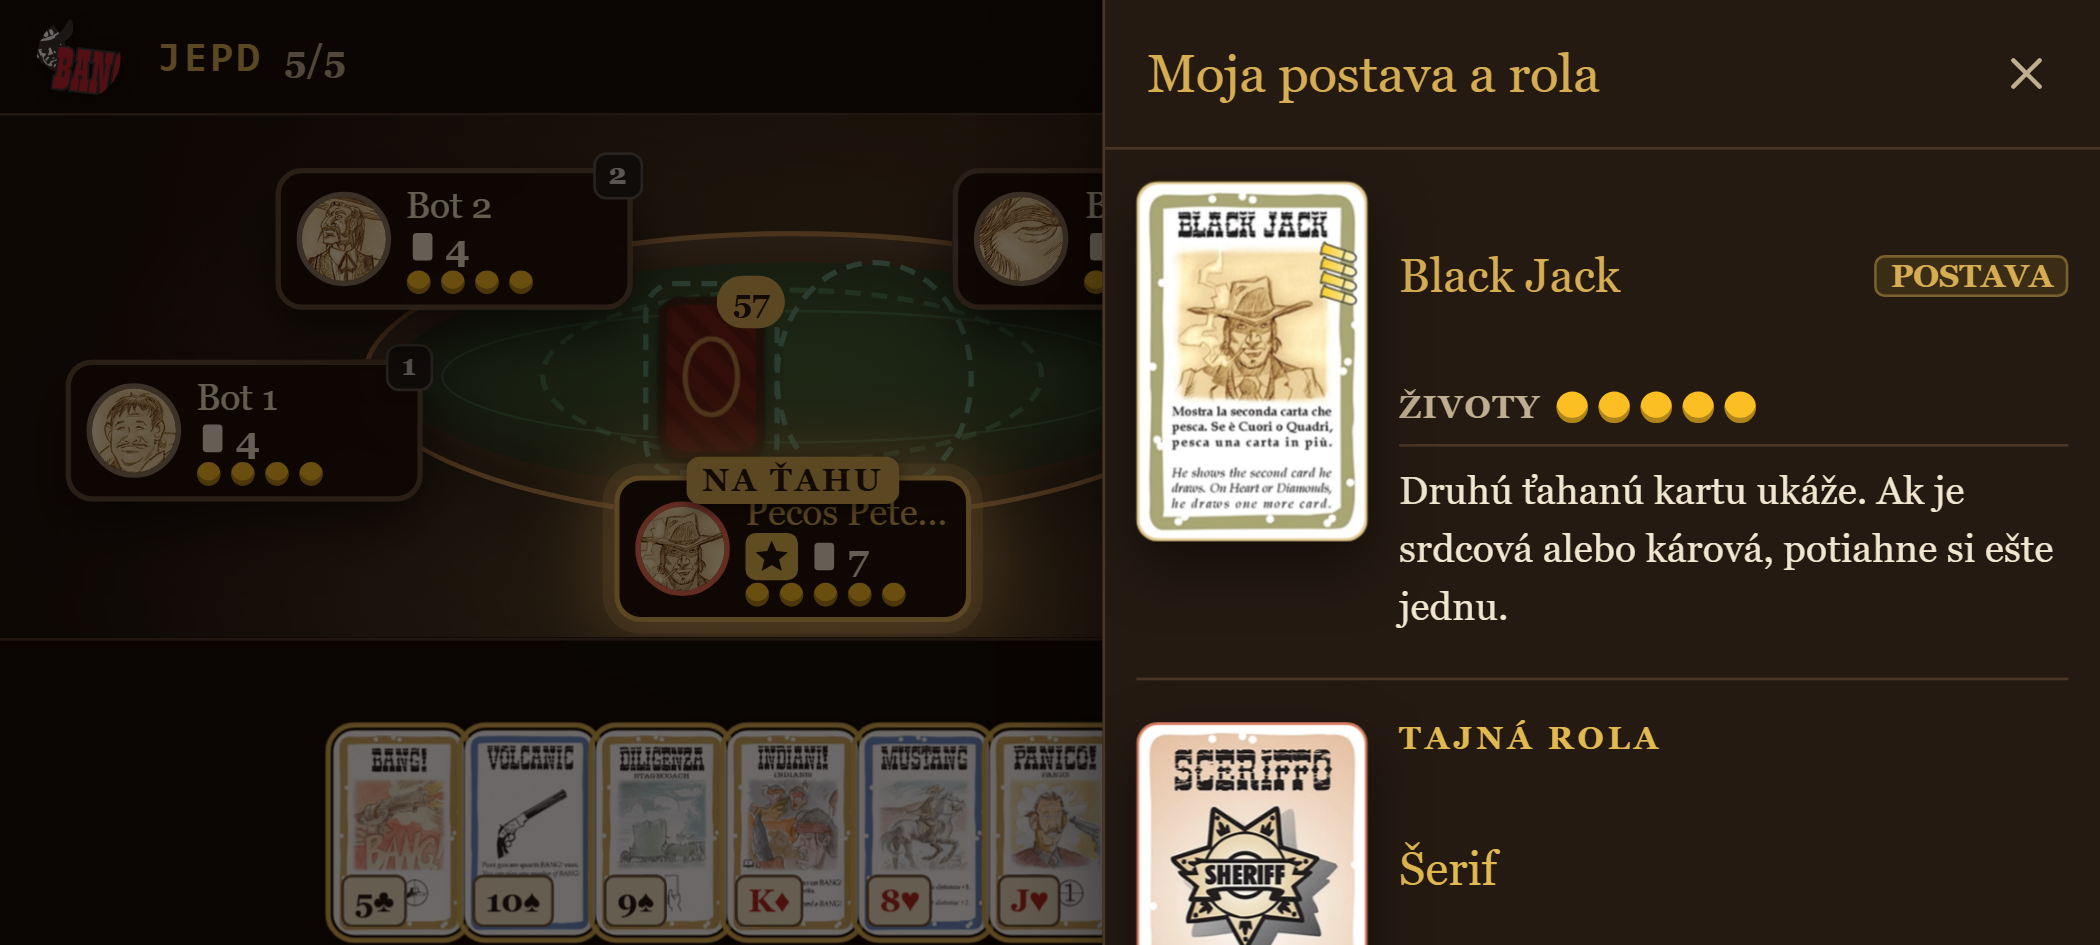 BANG!
JEPD 5/5
Bot 2
4
2
B
57
Bot 1
4
1
NA ŤAHU
Pecos Pete...
7
BANG!
5♣
VOLCANIC
10♠
DILIGENZA
STAGECOACH
9♠
INDIANI!
INDIANS!
K♦
MUSTANG
8♥
PANICO!
PANIC!
J♥
1
Moja postava a rola
BLACK JACK
Mostra la seconda carta che
pesca. Se è Cuori o Quadri,
pesca una carta in più.
He shows the second card he
draws. On Heart or Diamonds,
he draws one more card.
Black Jack
POSTAVA
ŽIVOTY
Druhú ťahanú kartu ukáže. Ak je
srdcová alebo kárová, potiahne si ešte
jednu.
SCERIFFO
SHERIFF
TAJNÁ ROLA
Šerif